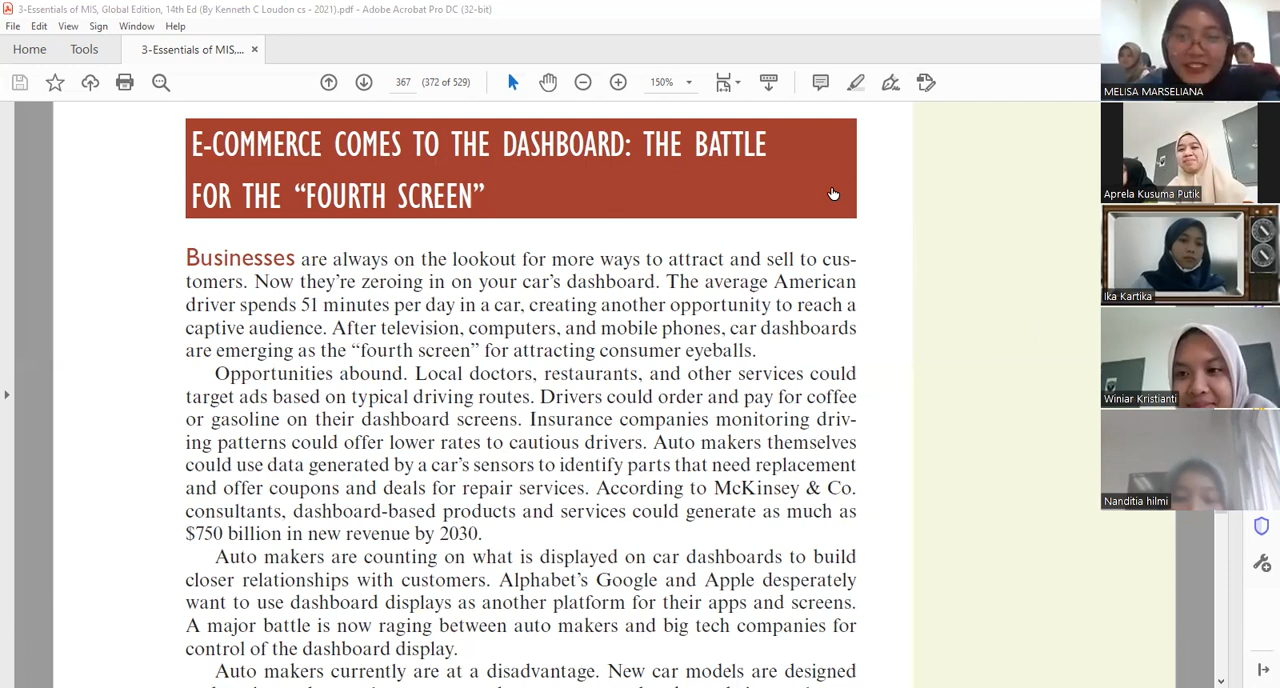 3-Essentials of MIS, Global Edition, 14th Ed (By Kenneth C Loudon cs - 2021).pdf - Adobe Acrobat Pro DC (32-bit)
File Edit View Sign Window Help
Home Tools 3-Essentials of MIS,... ×
367 (372 of 529) 150%
E-COMMERCE COMES TO THE DASHBOARD: THE BATTLE
FOR THE “FOURTH SCREEN”
Businesses are always on the lookout for more ways to attract and sell to cus-
tomers. Now they’re zeroing in on your car’s dashboard. The average American
driver spends 51 minutes per day in a car, creating another opportunity to reach a
captive audience. After television, computers, and mobile phones, car dashboards
are emerging as the “fourth screen” for attracting consumer eyeballs.
Opportunities abound. Local doctors, restaurants, and other services could
target ads based on typical driving routes. Drivers could order and pay for coffee
or gasoline on their dashboard screens. Insurance companies monitoring driv-
ing patterns could offer lower rates to cautious drivers. Auto makers themselves
could use data generated by a car’s sensors to identify parts that need replacement
and offer coupons and deals for repair services. According to McKinsey & Co.
consultants, dashboard-based products and services could generate as much as
$750 billion in new revenue by 2030.
Auto makers are counting on what is displayed on car dashboards to build
closer relationships with customers. Alphabet’s Google and Apple desperately
want to use dashboard displays as another platform for their apps and screens.
A major battle is now raging between auto makers and big tech companies for
control of the dashboard display.
Auto makers currently are at a disadvantage. New car models are designed
MELISA MARSELIANA
Aprela Kusuma Putik
Ika Kartika
Winiar Kristianti
Nanditia hilmi